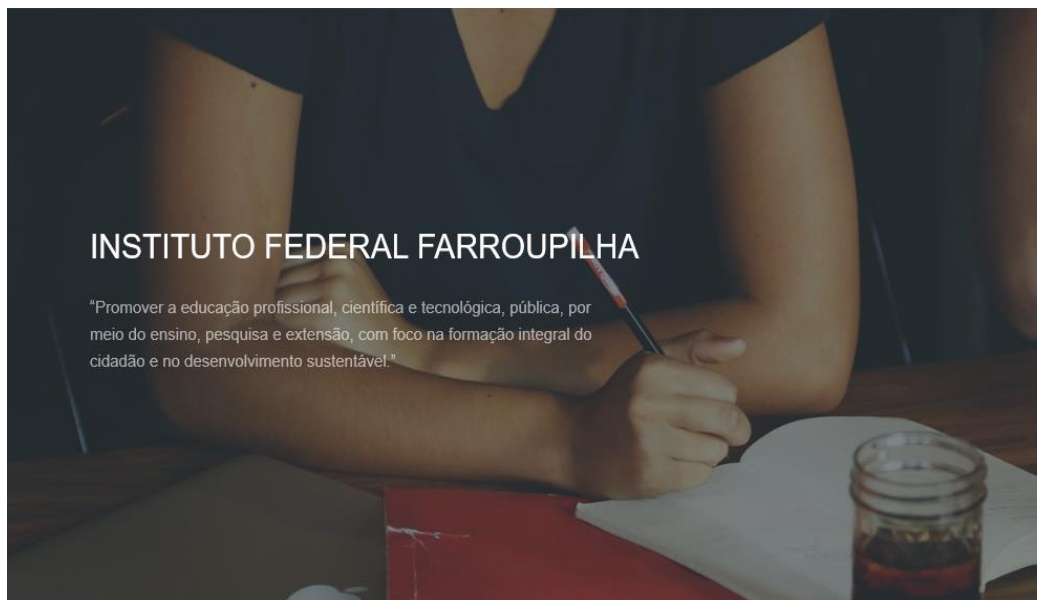 INSTITUTO FEDERAL FARROUPILHA
“Promover a educação profissional, científica e tecnológica, pública, por
meio do ensino, pesquisa e extensão, com foco na formação integral do
cidadão e no desenvolvimento sustentável.”